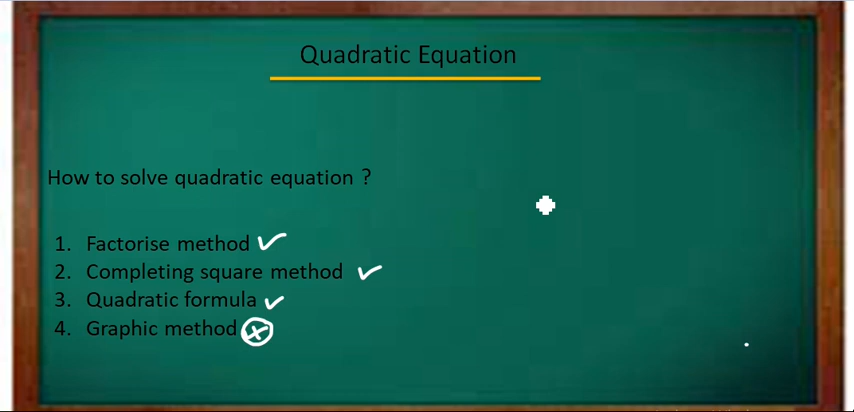 Quadratic Equation
How to solve quadratic equation ?
1. Factorise method
2. Completing square method
3. Quadratic formula
4. Graphic method